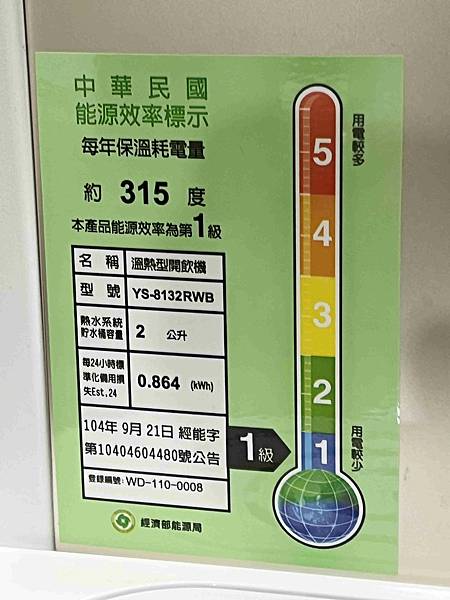 中華民國
能源效率標示
每年保溫耗電量
約 315 度
本產品能源效率為第1級
名稱 溫熱型開飲機
型號 YS-8132RWB
熱水系統貯水桶容量 2 公升
每24小時標準化備用損失Est,24 0.864 (kWh)
104年 9月 21日 經能字
第10404604480號公告
登錄編號: WD-110-0008
經濟部能源局
用電較多
5
4
3
2
1
用電較少
1級